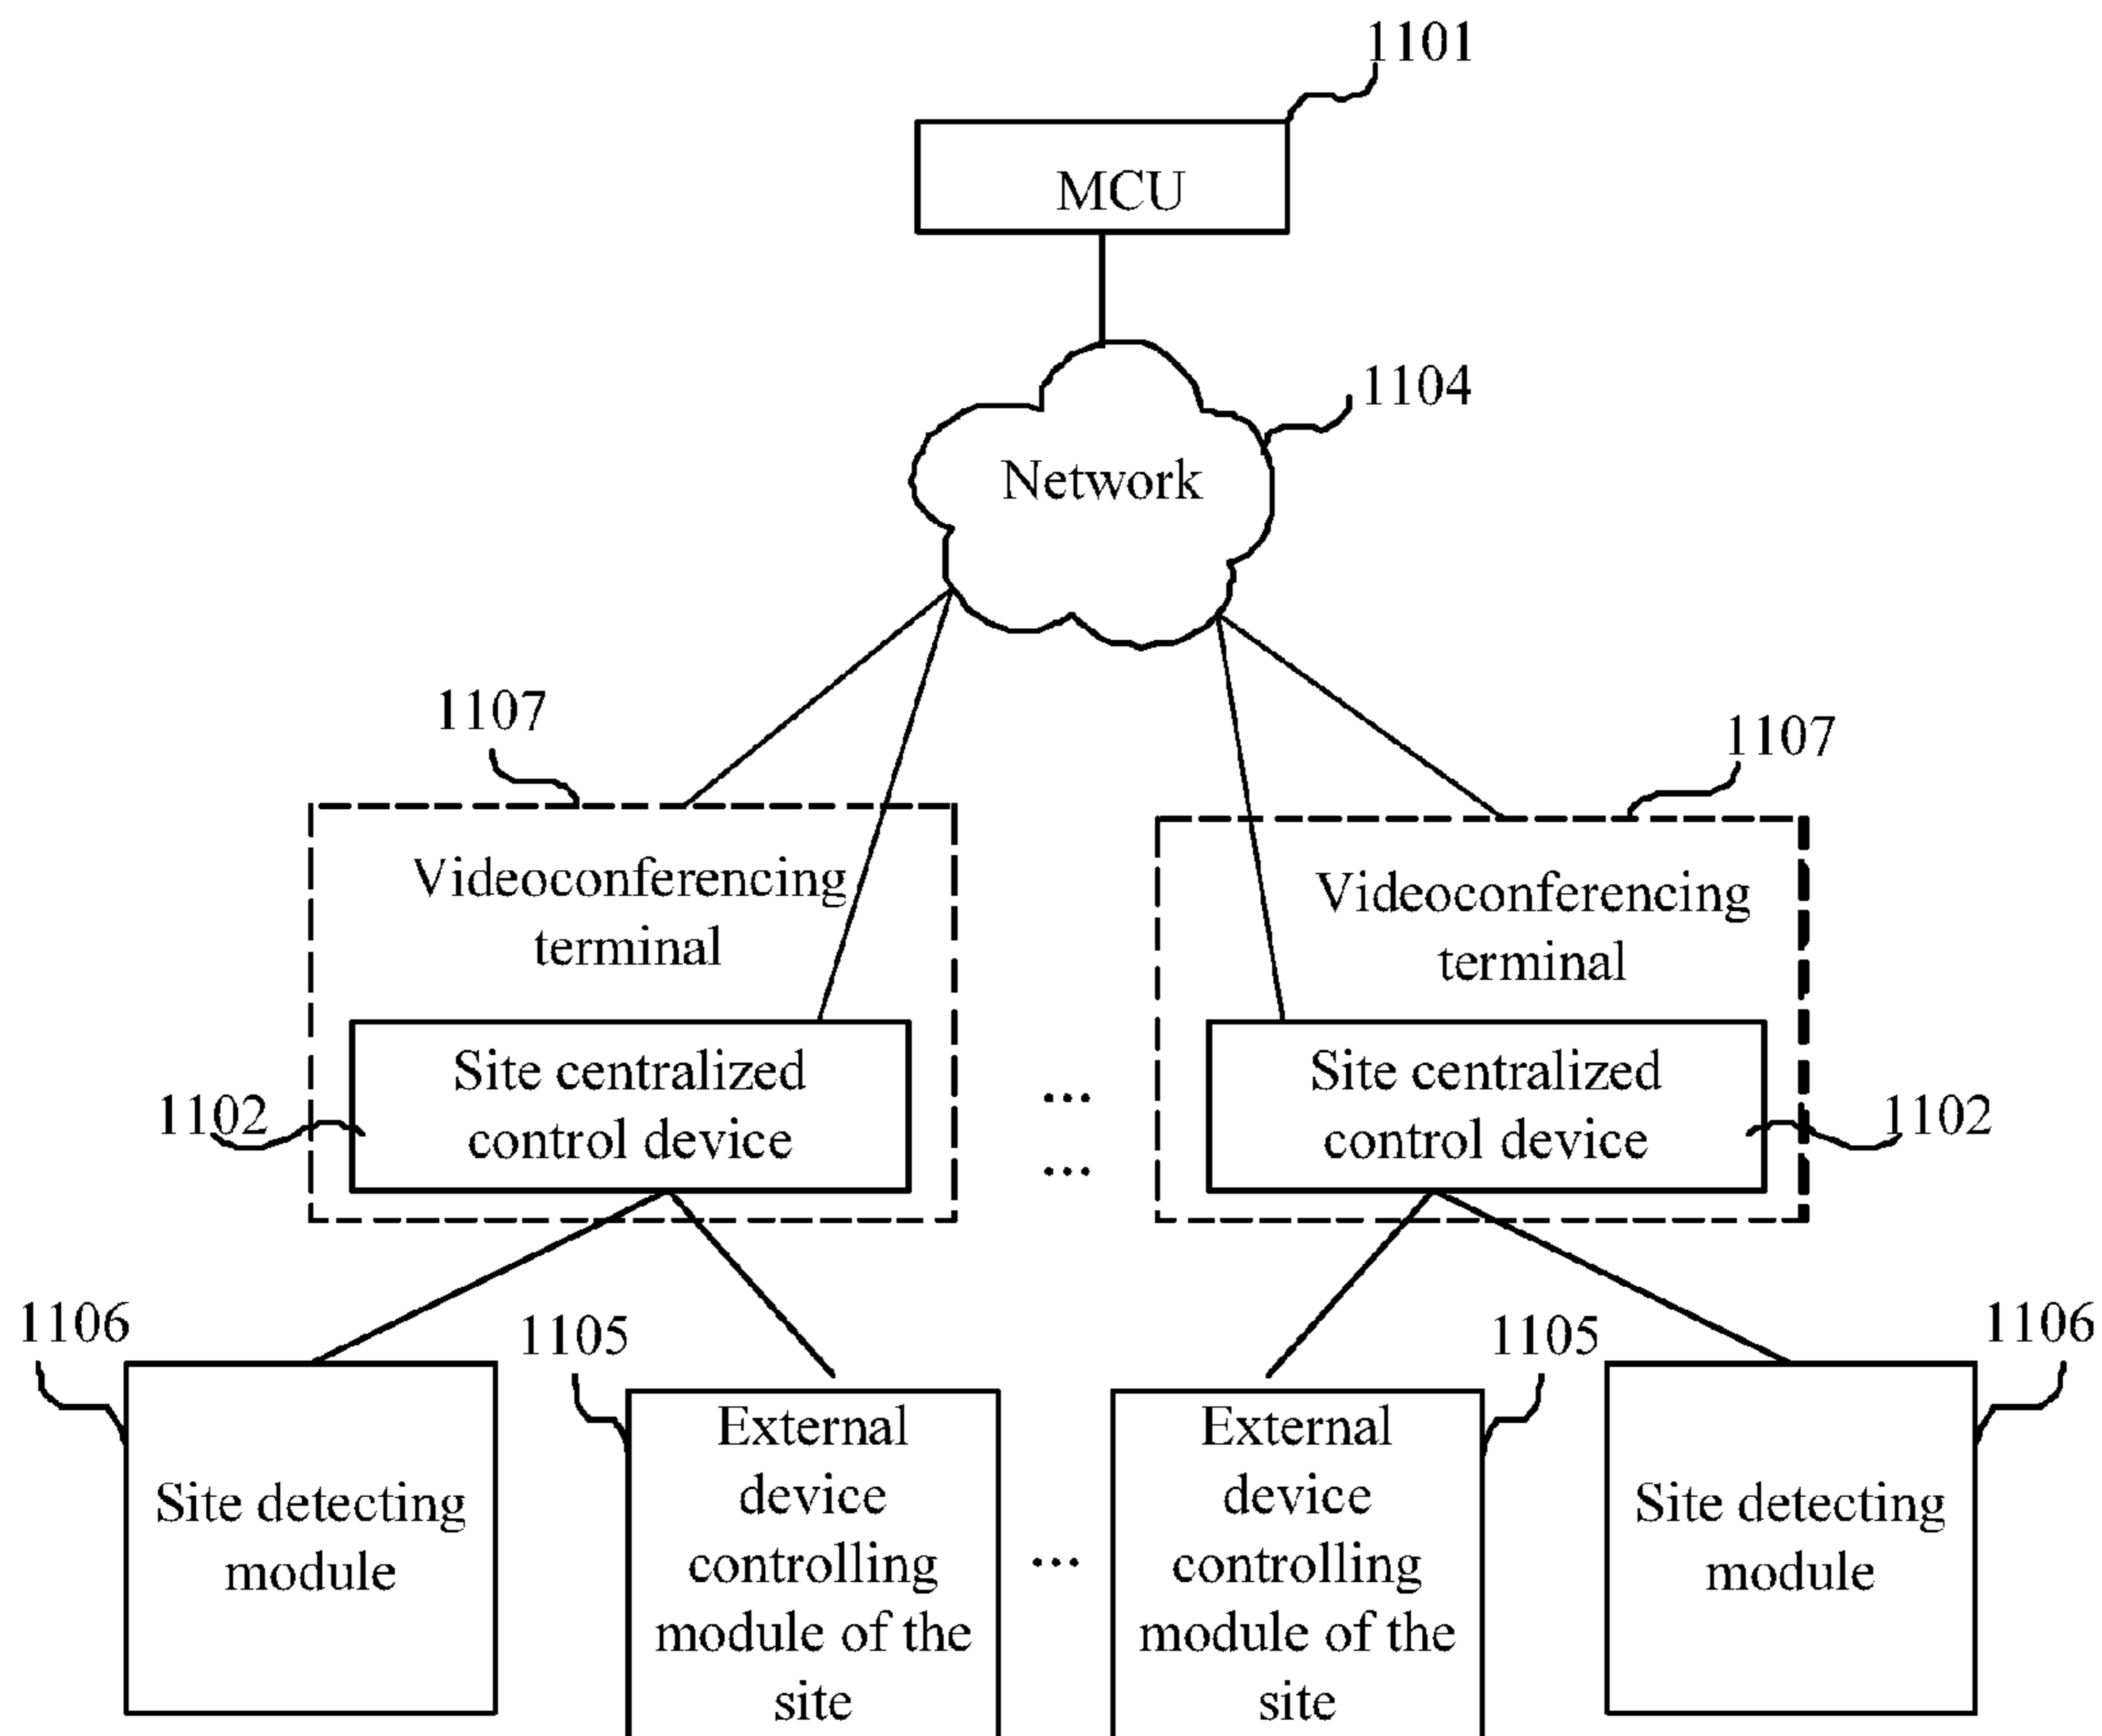 1101
MCU
1104
Network
1107
1107
Videoconferencing
terminal
Videoconferencing
terminal
Site centralized
control device
Site centralized
control device
1102
...
...
1102
1106
1105
1105
1106
Site detecting
module
External
device
controlling
module of the
site
...
External
device
controlling
module of the
site
Site detecting
module